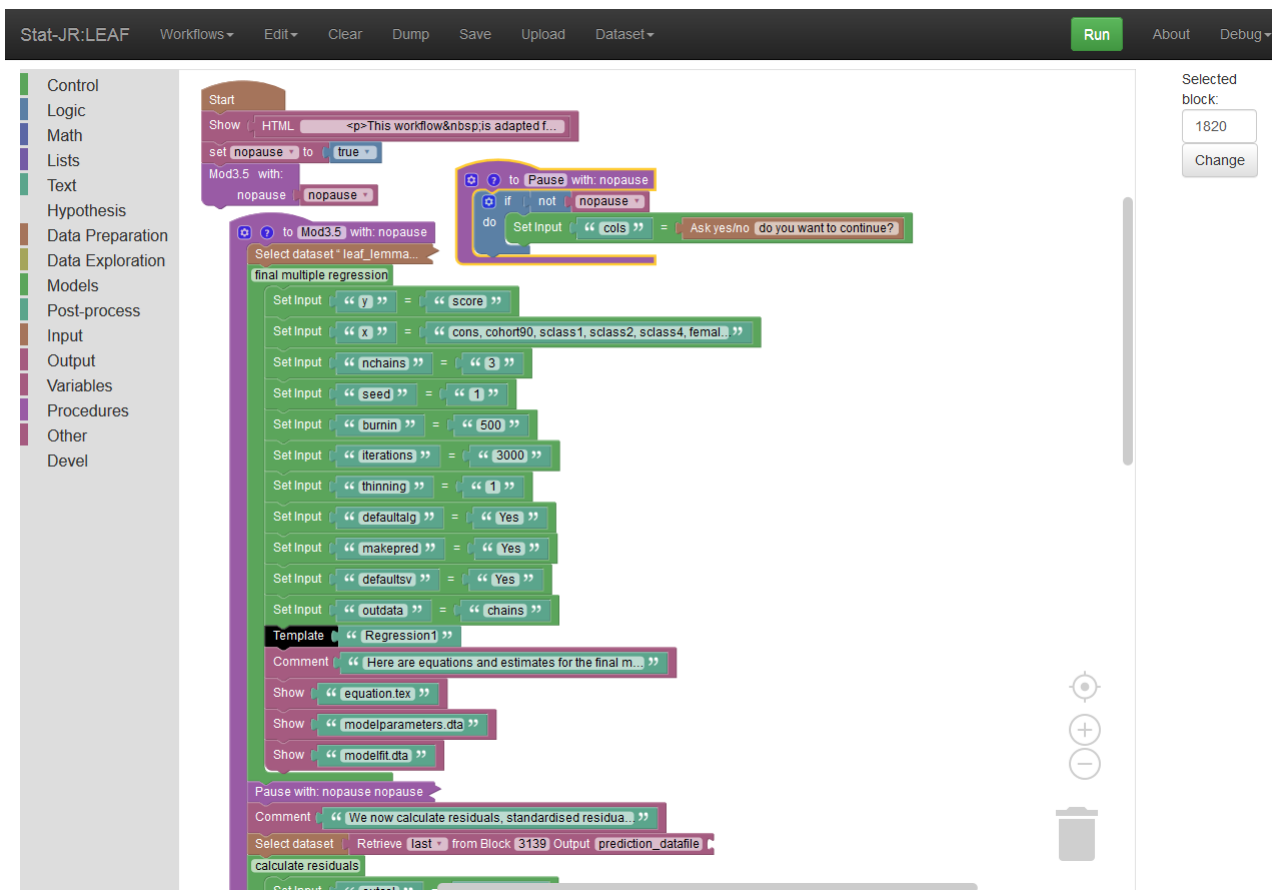 Stat-JR:LEAF Workflows Edit Clear Dump Save Upload Dataset Run About Debug
Control
Logic
Math
Lists
Text
Hypothesis
Data Preparation
Data Exploration
Models
Post-process
Input
Output
Variables
Procedures
Other
Devel
Start
Show HTML <p>This workflow&nbsp;is adapted f...
set nopause to true
Mod3.5 with:
nopause nopause
? to Pause with: nopause
if not nopause
do Set Input “ cols ” = Ask yes/no do you want to continue?
? to Mod3.5 with: nopause
Select dataset “ leaf_lemma...
final multiple regression
Set Input “ y ” = “ score ”
Set Input “ x ” = “ cons, cohort90, sclass1, sclass2, sclass4, femal... ”
Set Input “ nchains ” = “ 3 ”
Set Input “ seed ” = “ 1 ”
Set Input “ burnin ” = “ 500 ”
Set Input “ iterations ” = “ 3000 ”
Set Input “ thinning ” = “ 1 ”
Set Input “ defaultalg ” = “ Yes ”
Set Input “ makepred ” = “ Yes ”
Set Input “ defaultsv ” = “ Yes ”
Set Input “ outdata ” = “ chains ”
Template “ Regression1 ”
Comment “ Here are equations and estimates for the final m... ”
Show “ equation.tex ”
Show “ modelparameters.dta ”
Show “ modelfit.dta ”
Pause with: nopause nopause
Comment “ We now calculate residuals, standardised residua... ”
Select dataset Retrieve last from Block 3139 Output prediction_datafile
calculate residuals
Set Input “ outcol ” =
Selected
block:
1820
Change